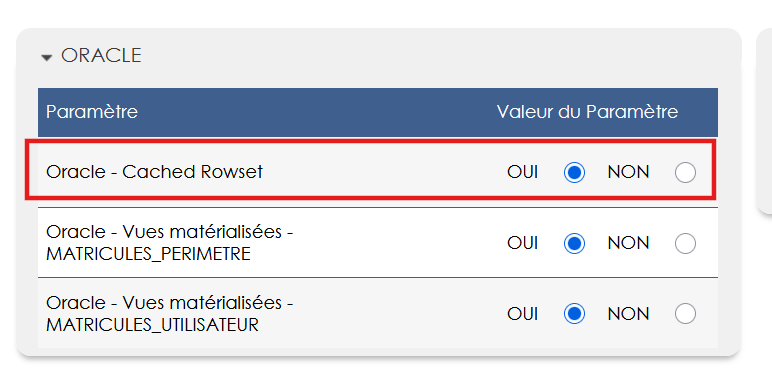 ORACLE
Paramètre Valeur du Paramètre
Oracle - Cached Rowset OUI NON
Oracle - Vues matérialisées -
MATRICULES_PERIMETRE OUI NON
Oracle - Vues matérialisées -
MATRICULES_UTILISATEUR OUI NON